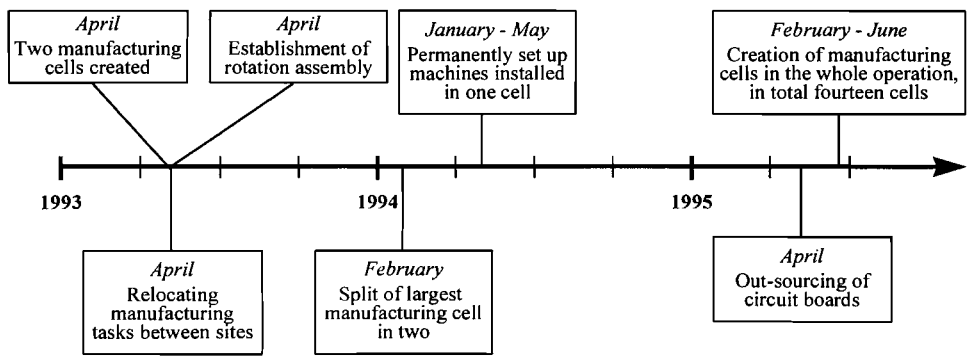 April
Two manufacturing
cells created
April
Establishment of
rotation assembly
January - May
Permanently set up
machines installed
in one cell
February - June
Creation of manufacturing
cells in the whole operation,
in total fourteen cells
1993
1994
1995
April
Relocating
manufacturing
tasks between sites
February
Split of largest
manufacturing cell
in two
April
Out-sourcing of
circuit boards